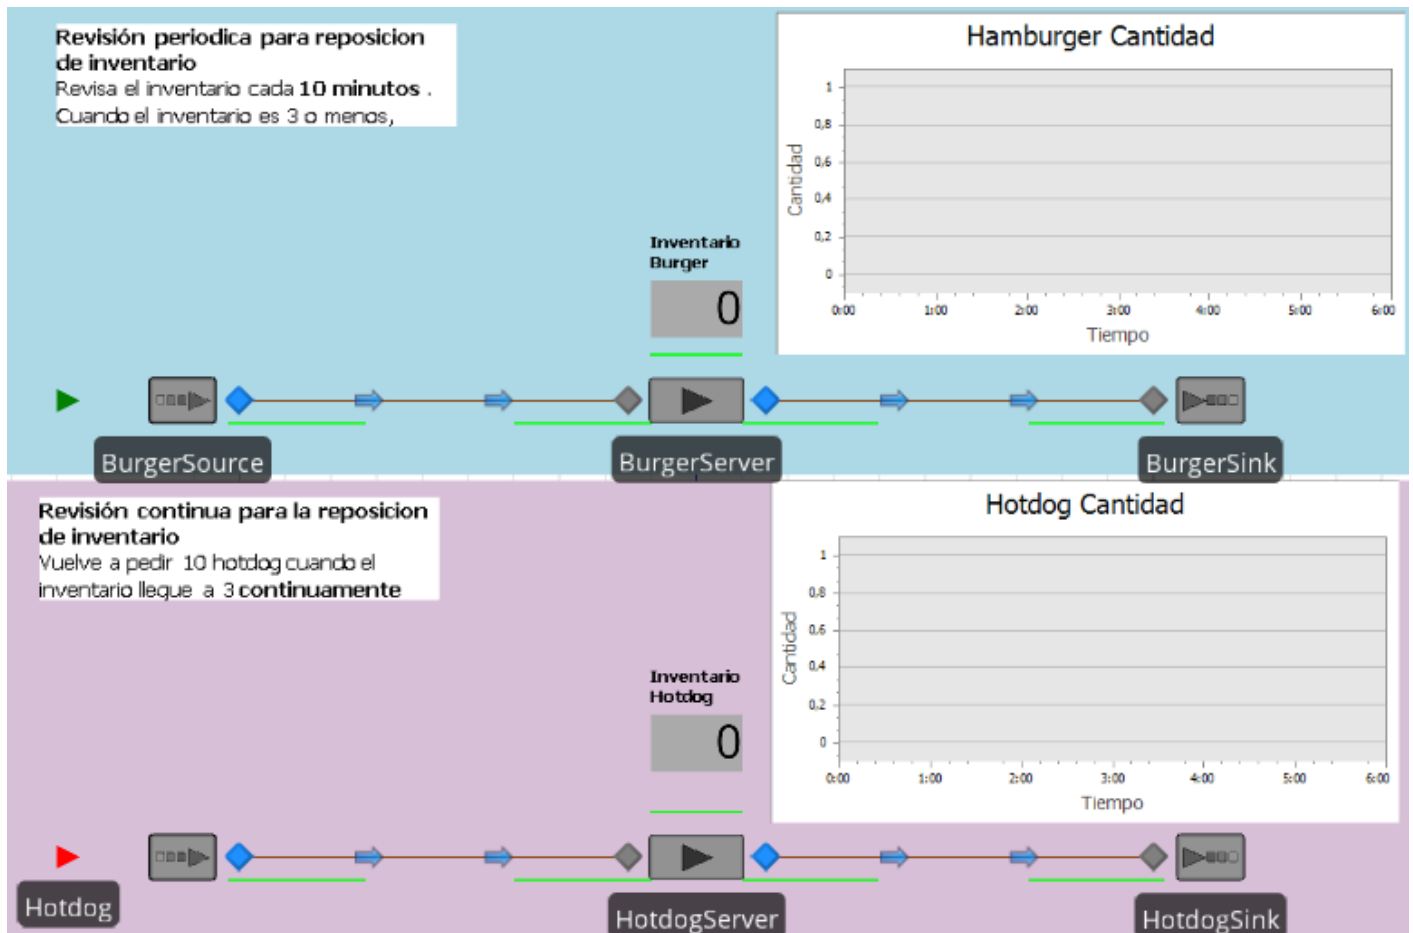 Revisión periodica para reposicion
de inventario
Revisa el inventario cada 10 minutos .
Cuando el inventario es 3 o menos,
Hamburger Cantidad
Cantidad
1
0,8
0,6
0,4
0,2
0
0:00 1:00 2:00 3:00 4:00 5:00 6:00
Tiempo
Inventario
Burger
0
BurgerSource
BurgerServer
BurgerSink
Revisión continua para la reposicion
de inventario
Vuelve a pedir 10 hotdog cuando el
inventario llegue a 3 continuamente
Hotdog Cantidad
Cantidad
1
0,8
0,6
0,4
0,2
0
0:00 1:00 2:00 3:00 4:00 5:00 6:00
Tiempo
Inventario
Hotdog
0
Hotdog
HotdogServer
HotdogSink